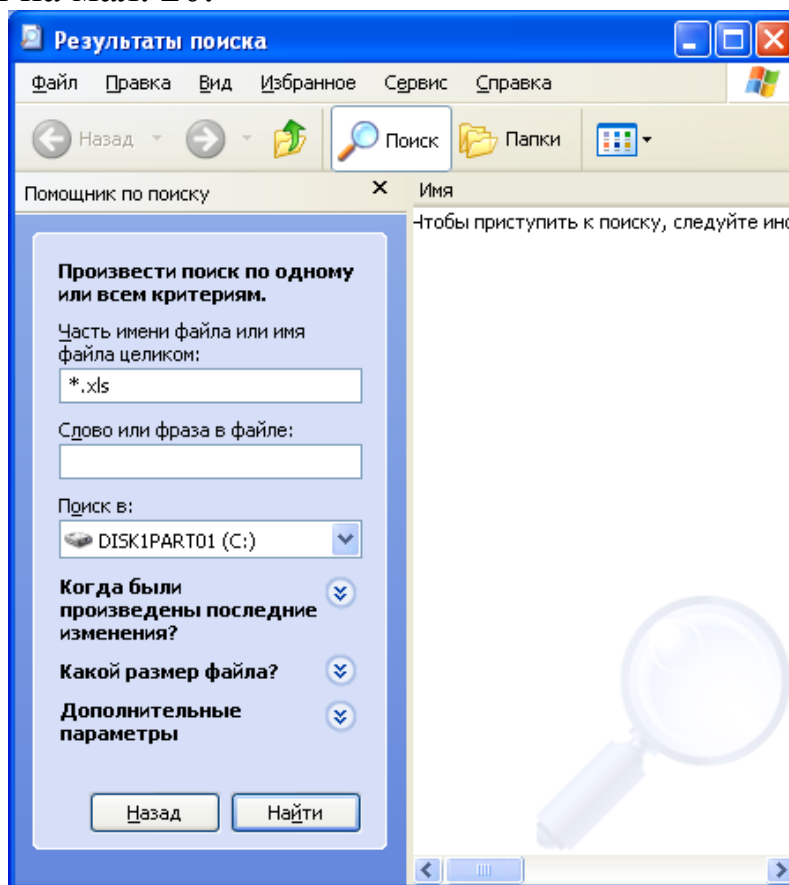 Результаты поиска
Файл Правка Вид Избранное Сервис Справка
Назад Поиск Папки
Помощник по поиску
Имя
Чтобы приступить к поиску, следуйте
Произвести поиск по одному
или всем критериям.
Часть имени файла или имя
файла целиком:
*.xls
Слово или фраза в файле:
Поиск в:
DISK1PART01 (C:)
Когда были
произведены последние
изменения?
Какой размер файла?
Дополнительные
параметры
Назад Найти